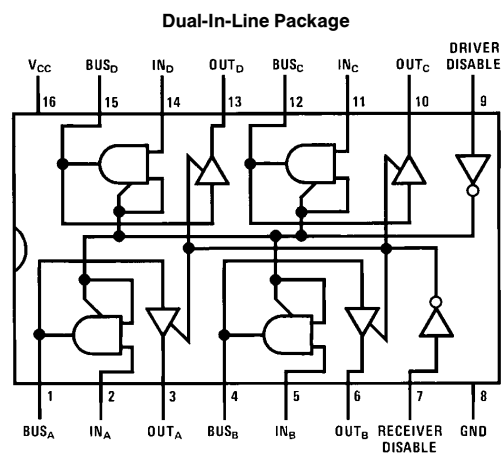 Dual-In-Line Package
DRIVER
DISABLE
VCC BUSD IND OUTD BUSC INC OUTC
16 15 14 13 12 11 10 9
1 2 3 4 5 6 7 8
BUSA INA OUTA BUSB INB OUTB RECEIVER GND
DISABLE